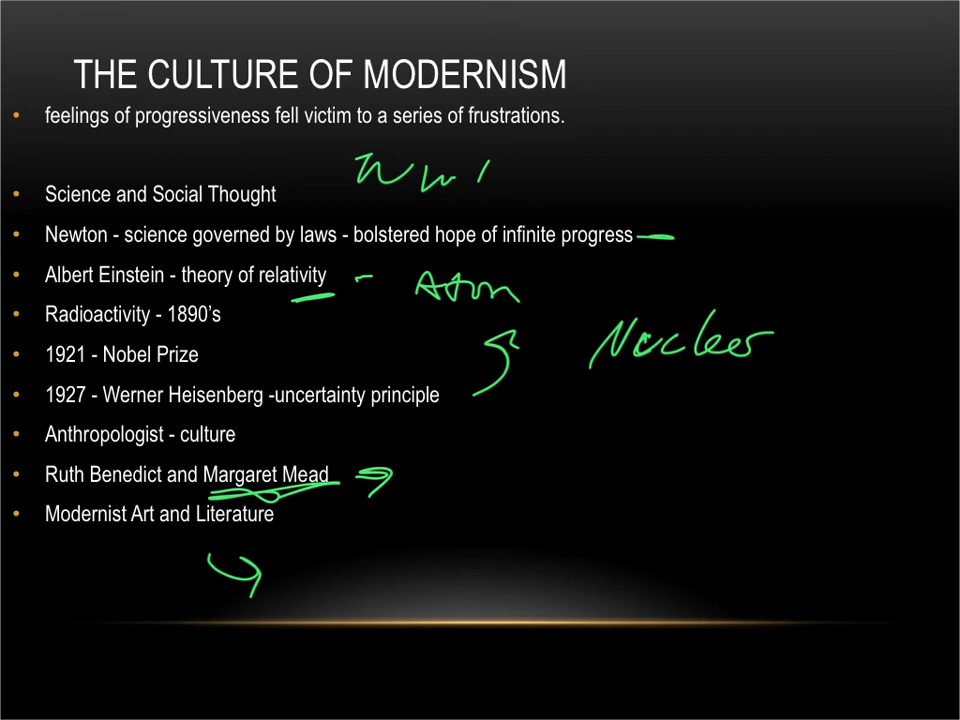 THE CULTURE OF MODERNISM
• feelings of progressiveness fell victim to a series of frustrations.
WW1
• Science and Social Thought
• Newton - science governed by laws - bolstered hope of infinite progress
• Albert Einstein - theory of relativity - Atom
• Radioactivity - 1890’s
Nuclear
• 1921 - Nobel Prize
• 1927 - Werner Heisenberg -uncertainty principle
• Anthropologist - culture
• Ruth Benedict and Margaret Mead
• Modernist Art and Literature